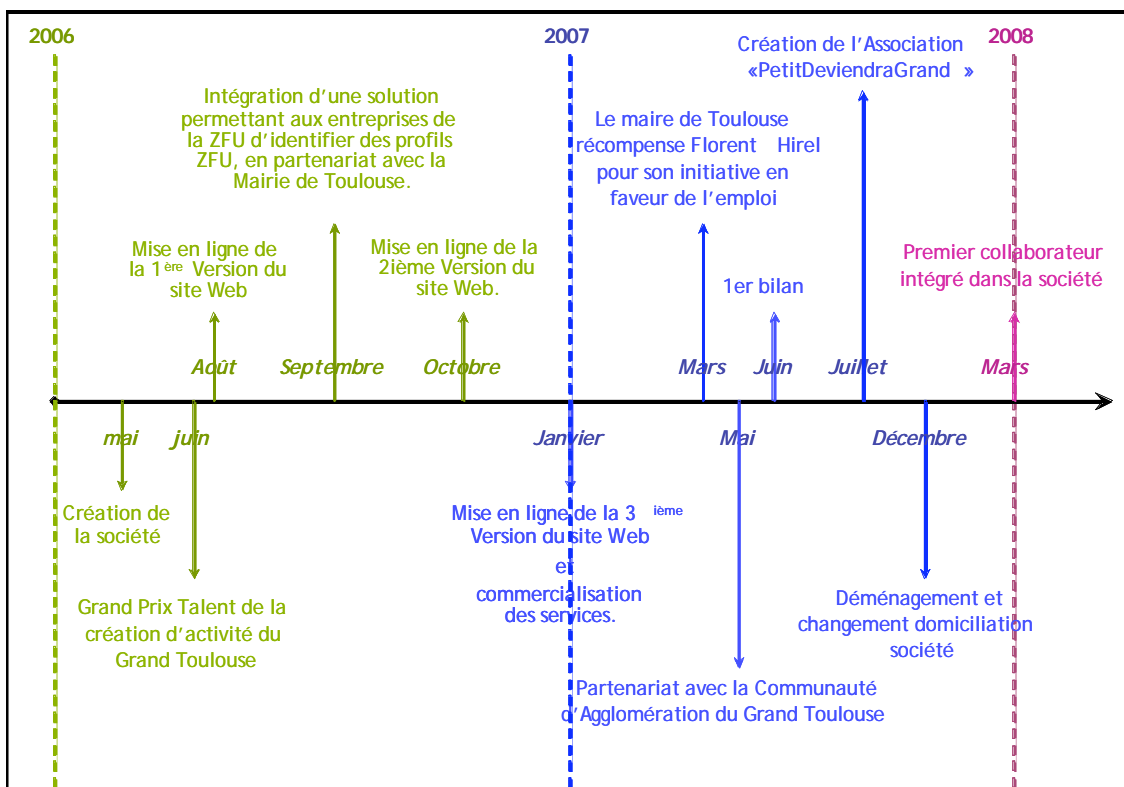 2006
2007
2008
Création de l'Association
«PetitDeviendraGrand »
Intégration d'une solution
permettant aux entreprises de
la ZFU d'identifier des profils
ZFU, en partenariat avec la
Mairie de Toulouse.
Le maire de Toulouse
récompense Florent Hirel
pour son initiative en
faveur de l'emploi
Mise en ligne de
la 1ère Version du
site Web
Mise en ligne de la
2ième Version du
site Web.
1er bilan
Premier collaborateur
intégré dans la société
Août
Septembre
Octobre
Mars
Juin
Juillet
Mars
mai
juin
Janvier
Mai
Décembre
Création de
la société
Grand Prix Talent de la
création d'activité du
Grand Toulouse
Mise en ligne de la 3 ième
Version du site Web
et
commercialisation
des services.
Déménagement et
changement domiciliation
société
Partenariat avec la Communauté
d'Agglomération du Grand Toulouse